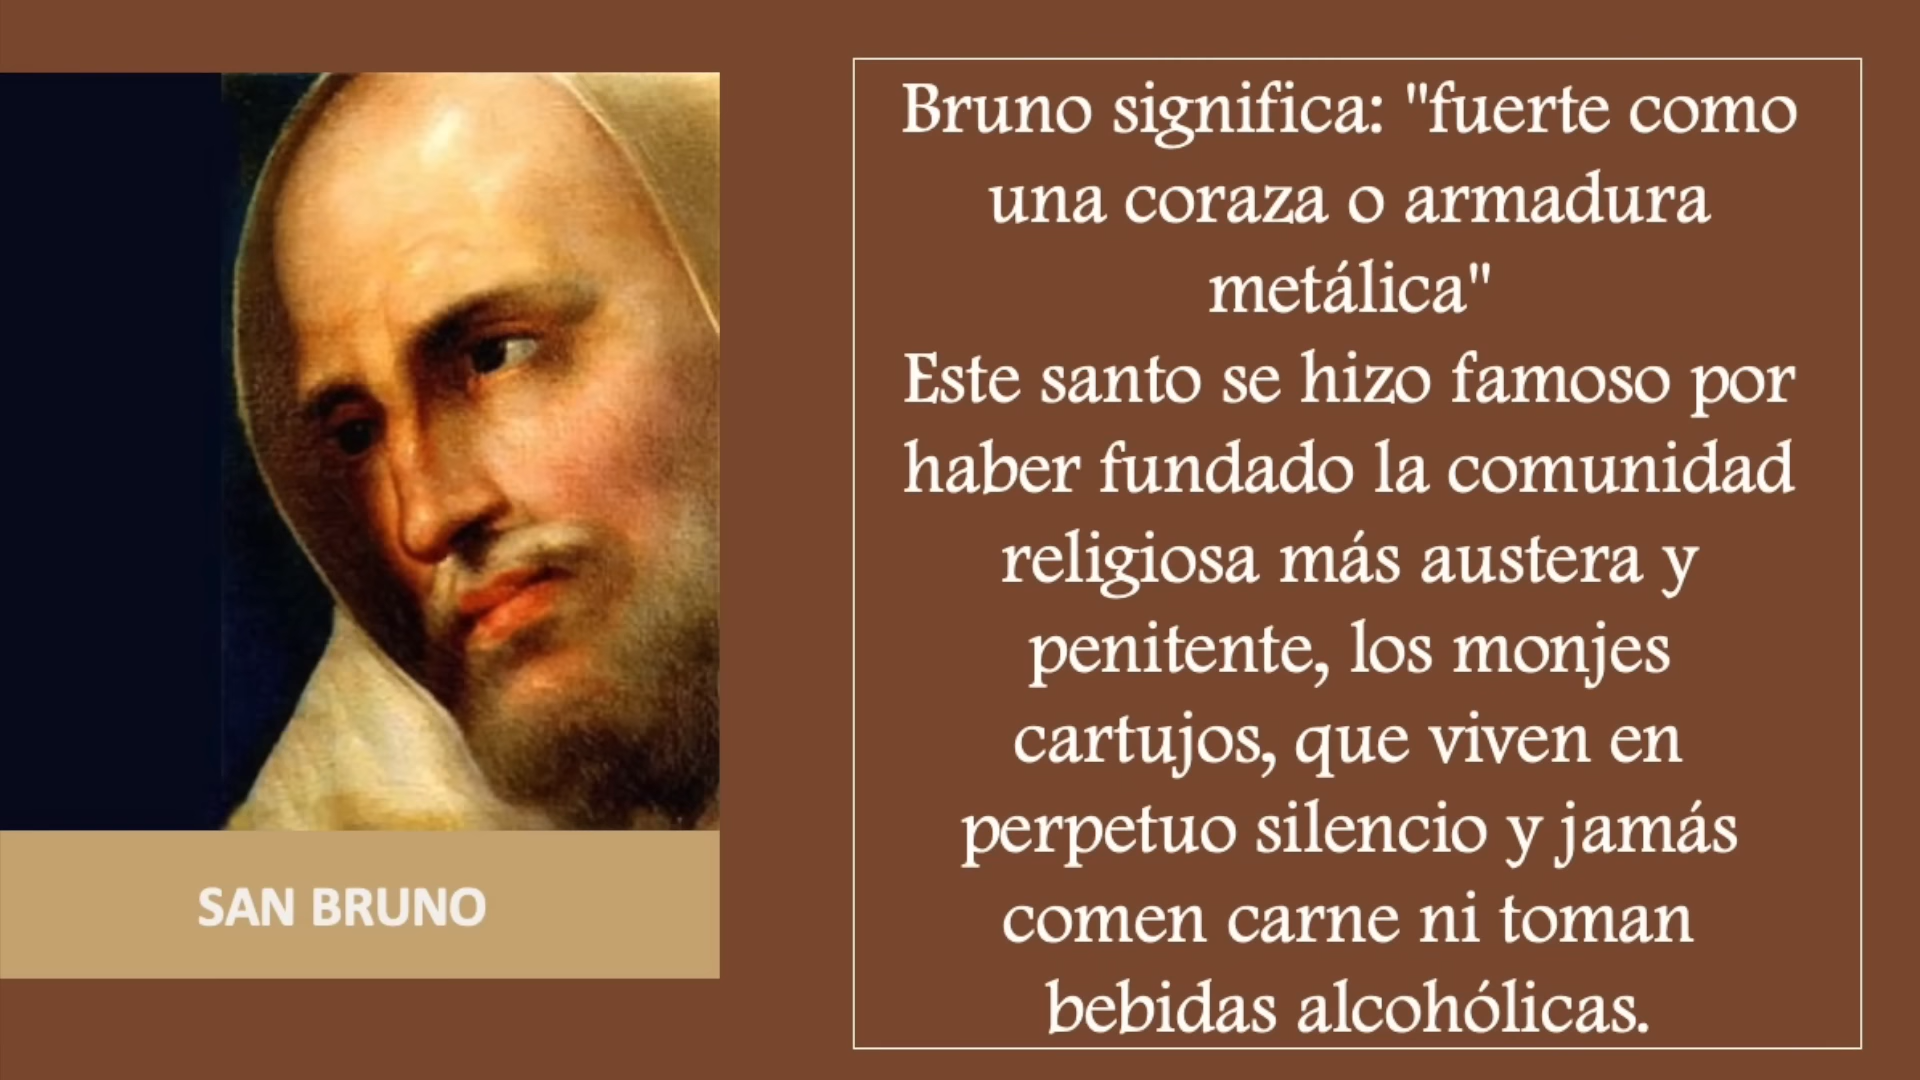 SAN BRUNO
Bruno significa: "fuerte como
una coraza o armadura
metálica"
Este santo se hizo famoso por
haber fundado la comunidad
religiosa más austera y
penitente, los monjes
cartujos, que viven en
perpetuo silencio y jamás
comen carne ni toman
bebidas alcohólicas.